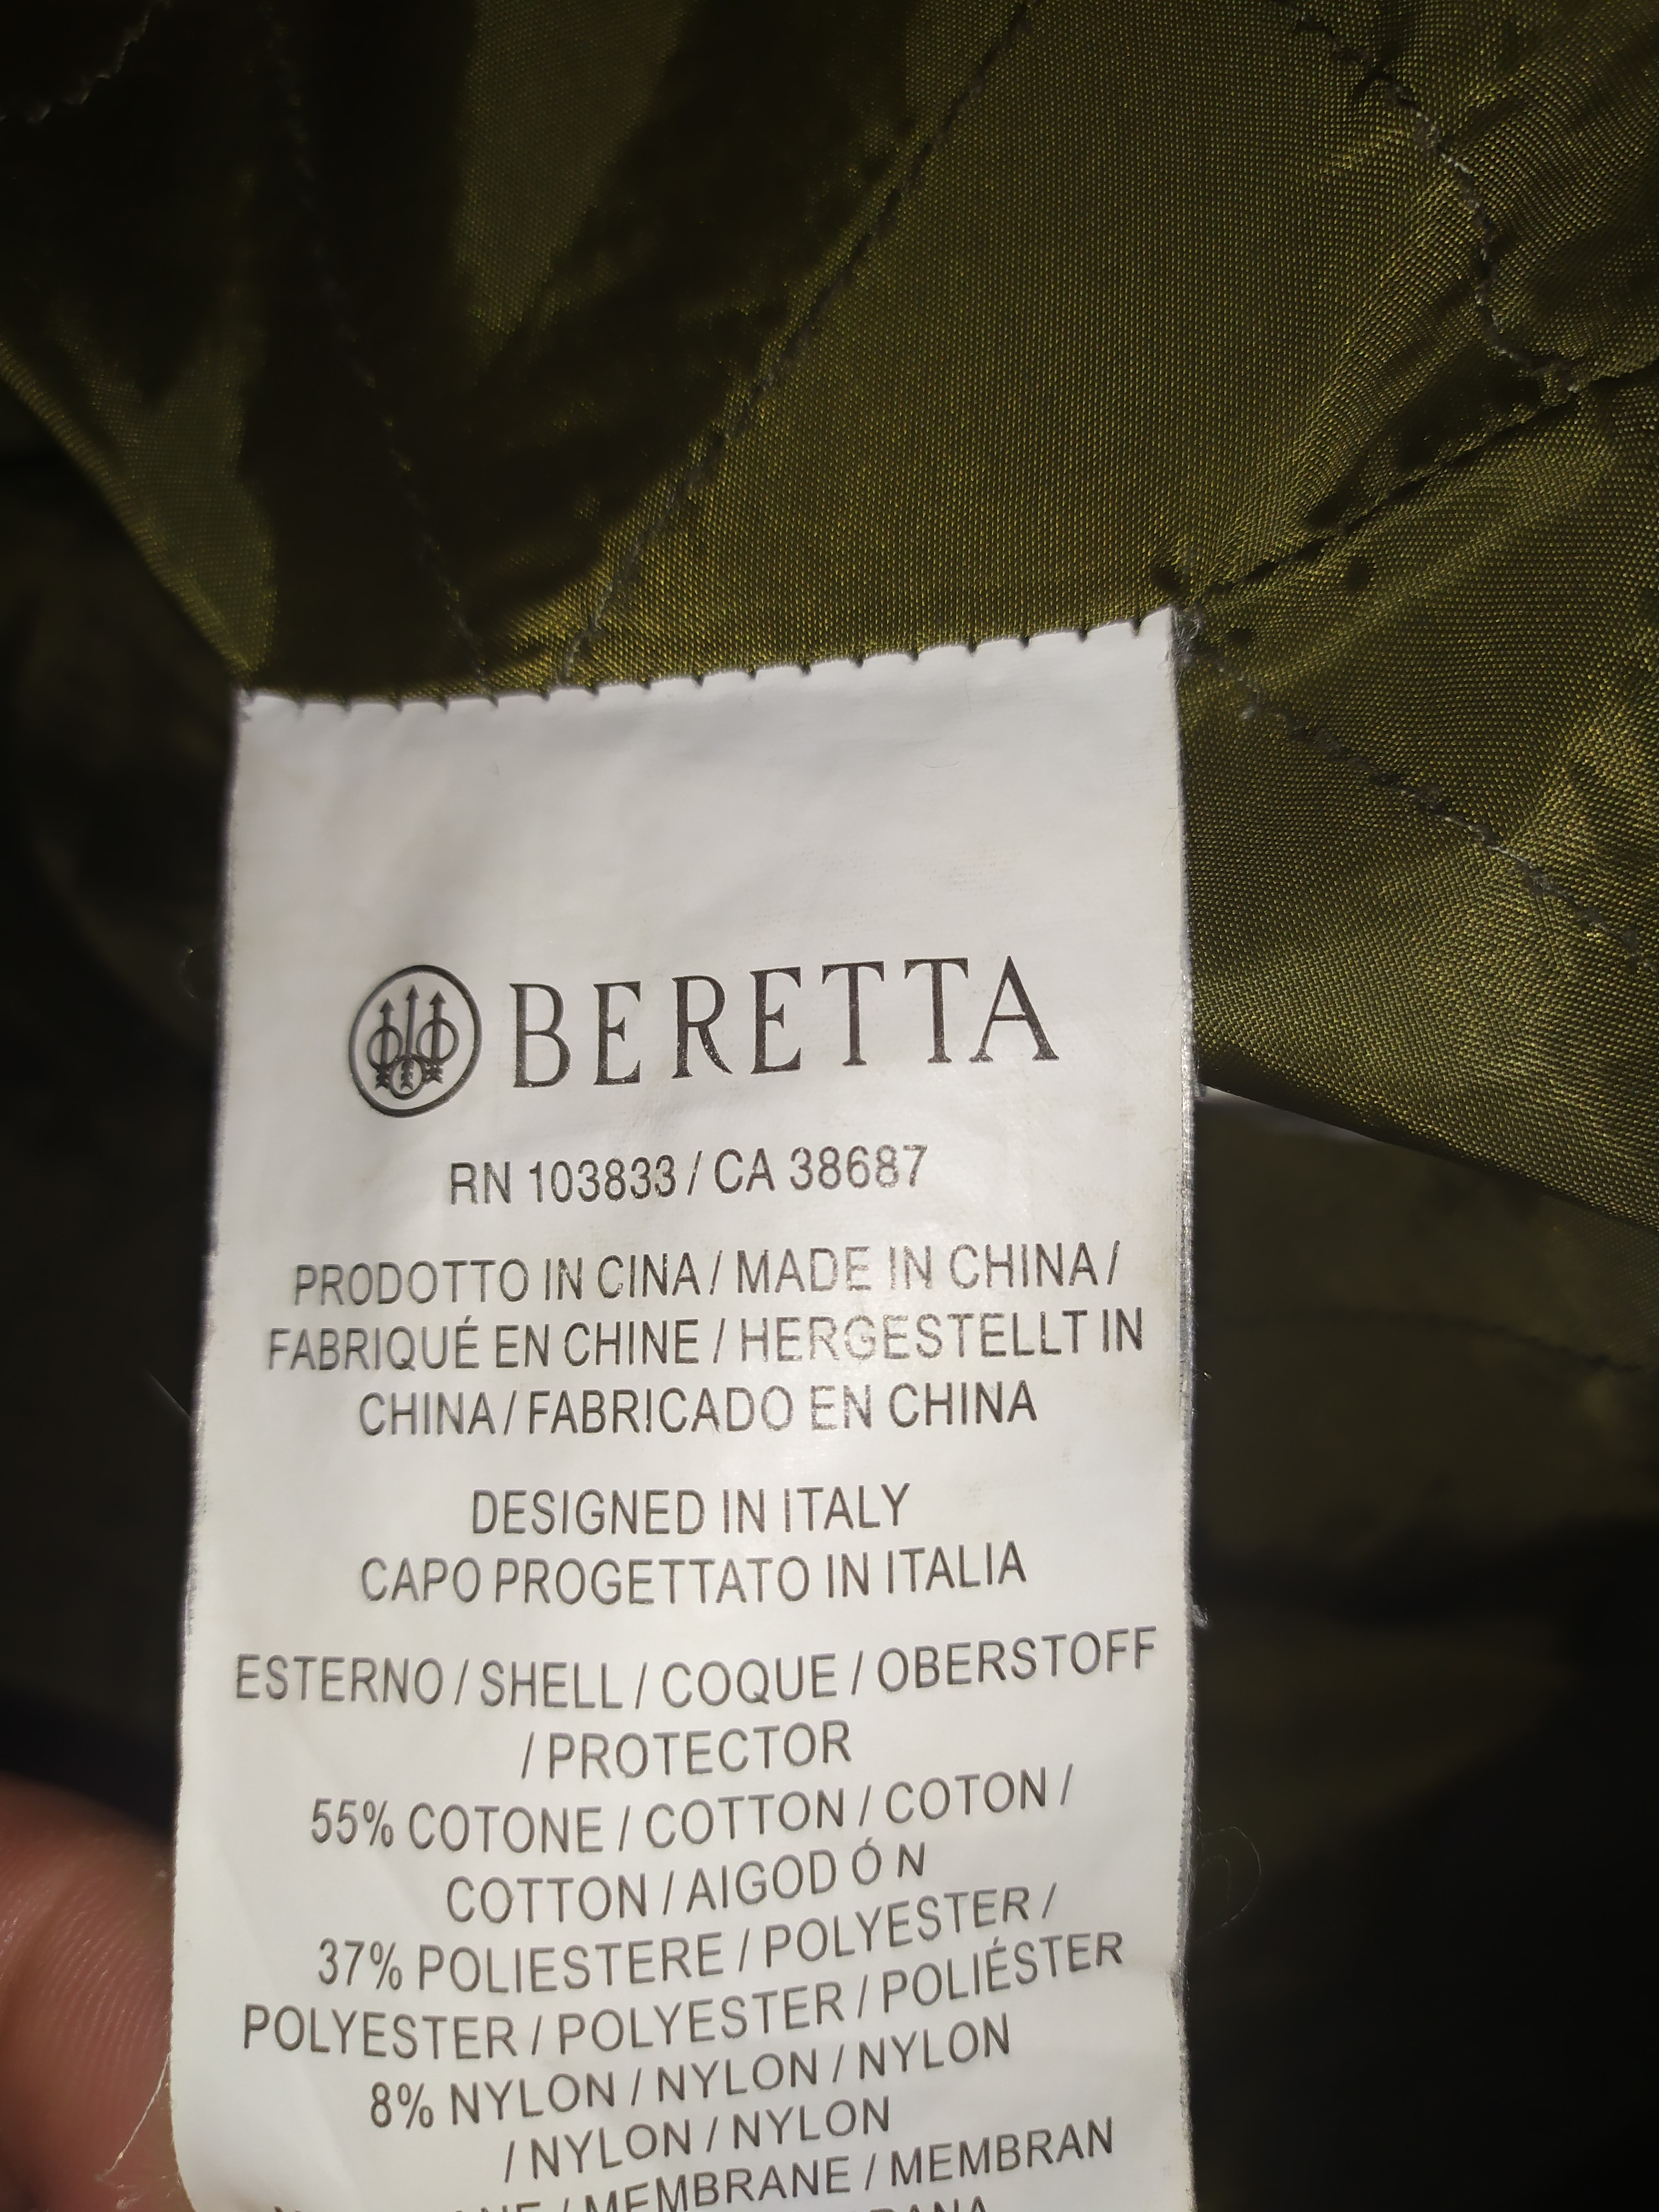 BERETTA
RN 103833 / CA 38687
PRODOTTO IN CINA / MADE IN CHINA /
FABRIQUÉ EN CHINE / HERGESTELLT IN
CHINA / FABRICADO EN CHINA
DESIGNED IN ITALY
CAPO PROGETTATO IN ITALIA
ESTERNO / SHELL / COQUE / OBERSTOFF
/ PROTECTOR
55% COTONE / COTTON / COTON /
COTTON / AIGODÓN
37% POLIESTERE / POLYESTER /
POLYESTER / POLYESTER / POLIÉSTER
8% NYLON / NYLON / NYLON
/ NYLON / NYLON
/ MEMBRANE / MEMBRAN